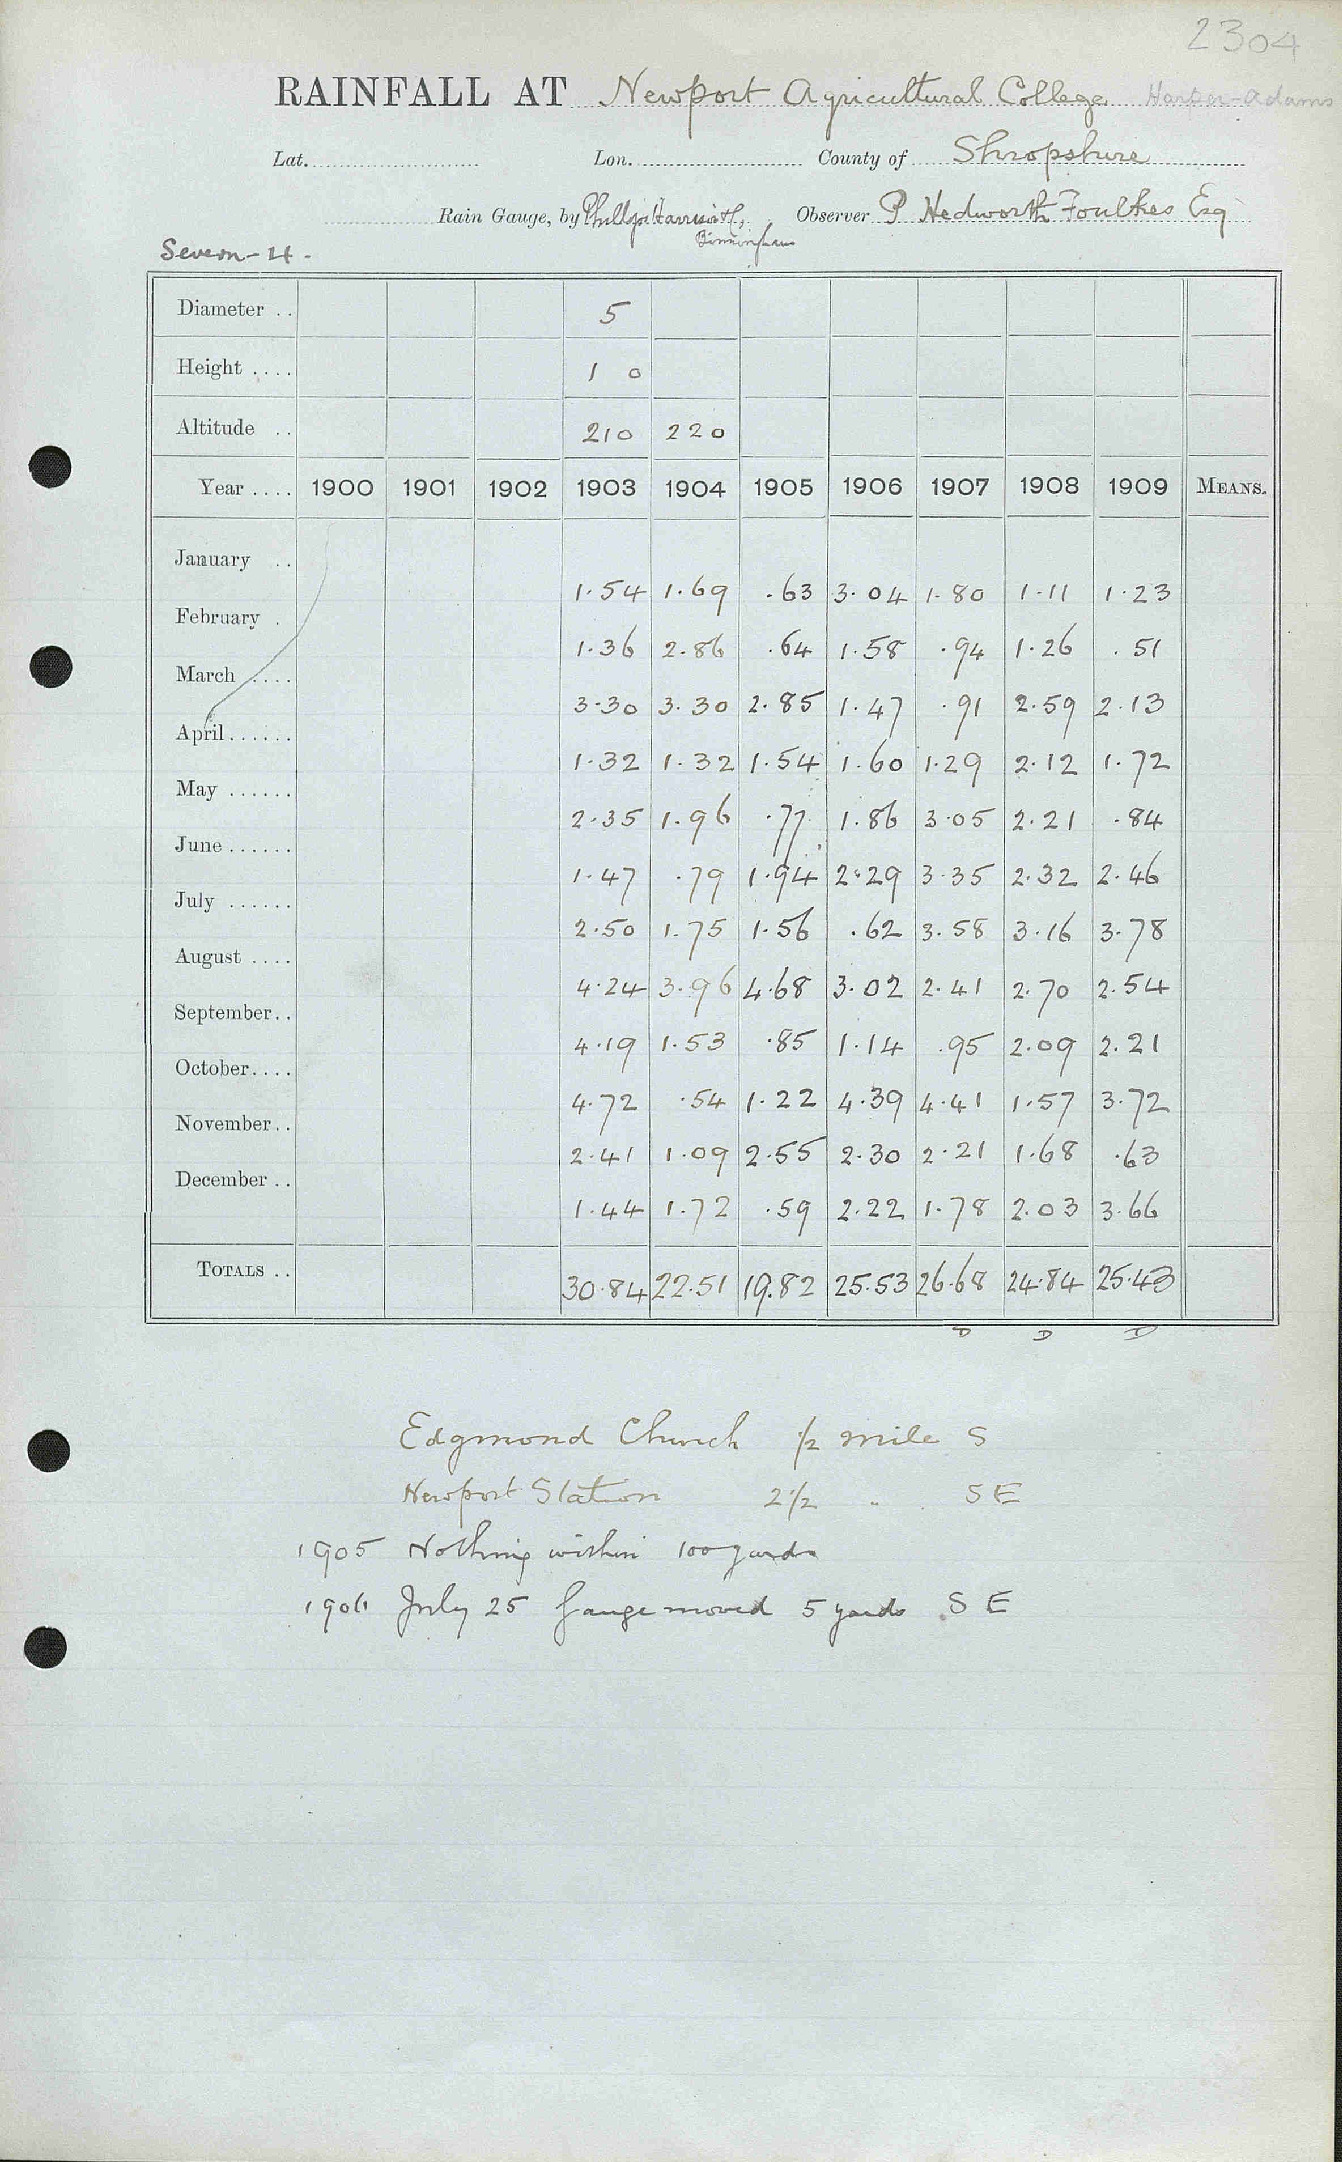 2304
RAINFALL AT Newport Agricultural College Harper-Adams
Lat. Lon. County of Shropshire
Rain Gauge, by Phillips Harris & Co, Observer P Hedworth Foulkes Esq
Birmingham
Severn - 4 -
Diameter .. 5
Height .... 1 0
Altitude .. 210 220
Year .... 1900 1901 1902 1903 1904 1905 1906 1907 1908 1909 MEANS.
January ..
1.54 1.69 .63 3.04 1.80 1.11 1.23
February .
1.36 2.86 .64 1.58 .94 1.26 .51
March ....
3.30 3.30 2.85 1.47 .91 2.59 2.13
April ......
1.32 1.32 1.54 1.60 1.29 2.12 1.72
May ......
2.35 1.96 .77 1.86 3.05 2.21 .84
June ......
1.47 .79 1.94 2.29 3.35 2.32 2.46
July ......
2.50 1.75 1.56 .62 3.58 3.16 3.78
August ....
4.24 3.96 4.68 3.02 2.41 2.70 2.54
September ..
4.19 1.53 .85 1.14 .95 2.09 2.21
October ....
4.72 .54 1.22 4.39 4.41 1.57 3.72
November ..
2.41 1.09 2.55 2.30 2.21 1.68 .63
December ..
1.44 1.72 .59 2.22 1.78 2.03 3.66
TOTALS .. 30.84 22.51 19.82 25.53 26.68 24.84 25.43
D D D
Edgmond Church 1/2 mile S
Newport Station 2 1/2 " SE
1905 Nothing within 100 yards
1906 July 25 Gauge moved 5 yards S E